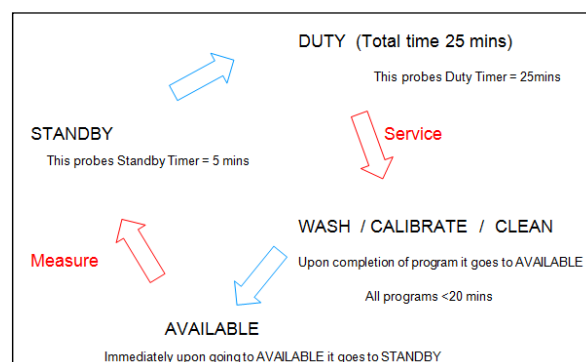 DUTY (Total time 25 mins)
This probes Duty Timer = 25mins
Service
STANDBY
This probes Standby Timer = 5 mins
WASH / CALIBRATE / CLEAN
Upon completion of program it goes to AVAILABLE
All programs <20 mins
Measure
AVAILABLE
Immediately upon going to AVAILABLE it goes to STANDBY